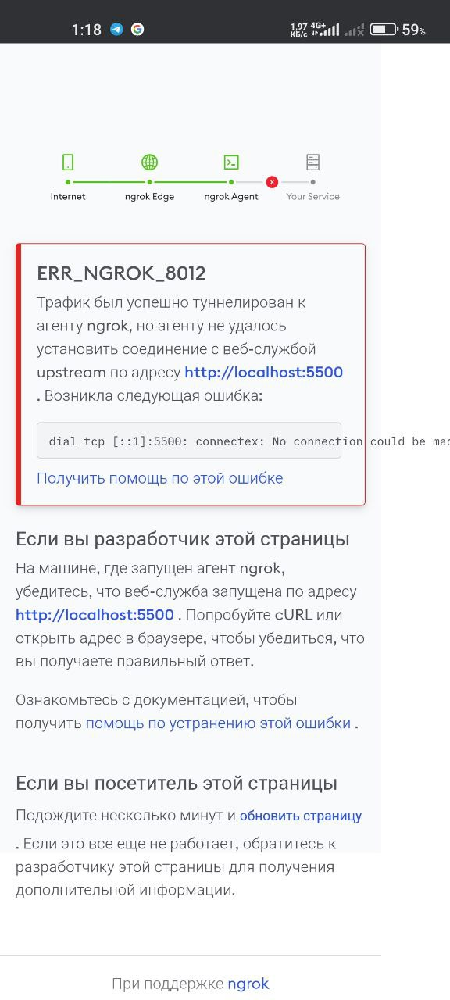 1:18
1,97 4G+
КБ/с
59%
Internet ngrok Edge ngrok Agent Your Service
ERR_NGROK_8012
Трафик был успешно туннелирован к
агенту ngrok, но агенту не удалось
установить соединение с веб-службой
upstream по адресу http://localhost:5500
. Возникла следующая ошибка:
dial tcp [::1]:5500: connectex: No connection could be
Получить помощь по этой ошибке
Если вы разработчик этой страницы
На машине, где запущен агент ngrok,
убедитесь, что веб-служба запущена по адресу
http://localhost:5500 . Попробуйте cURL или
открыть адрес в браузере, чтобы убедиться, что
вы получаете правильный ответ.
Ознакомьтесь с документацией, чтобы
получить помощь по устранению этой ошибки .
Если вы посетитель этой страницы
Подождите несколько минут и обновить страницу
. Если это все еще не работает, обратитесь к
разработчику этой страницы для получения
дополнительной информации.
При поддержке ngrok